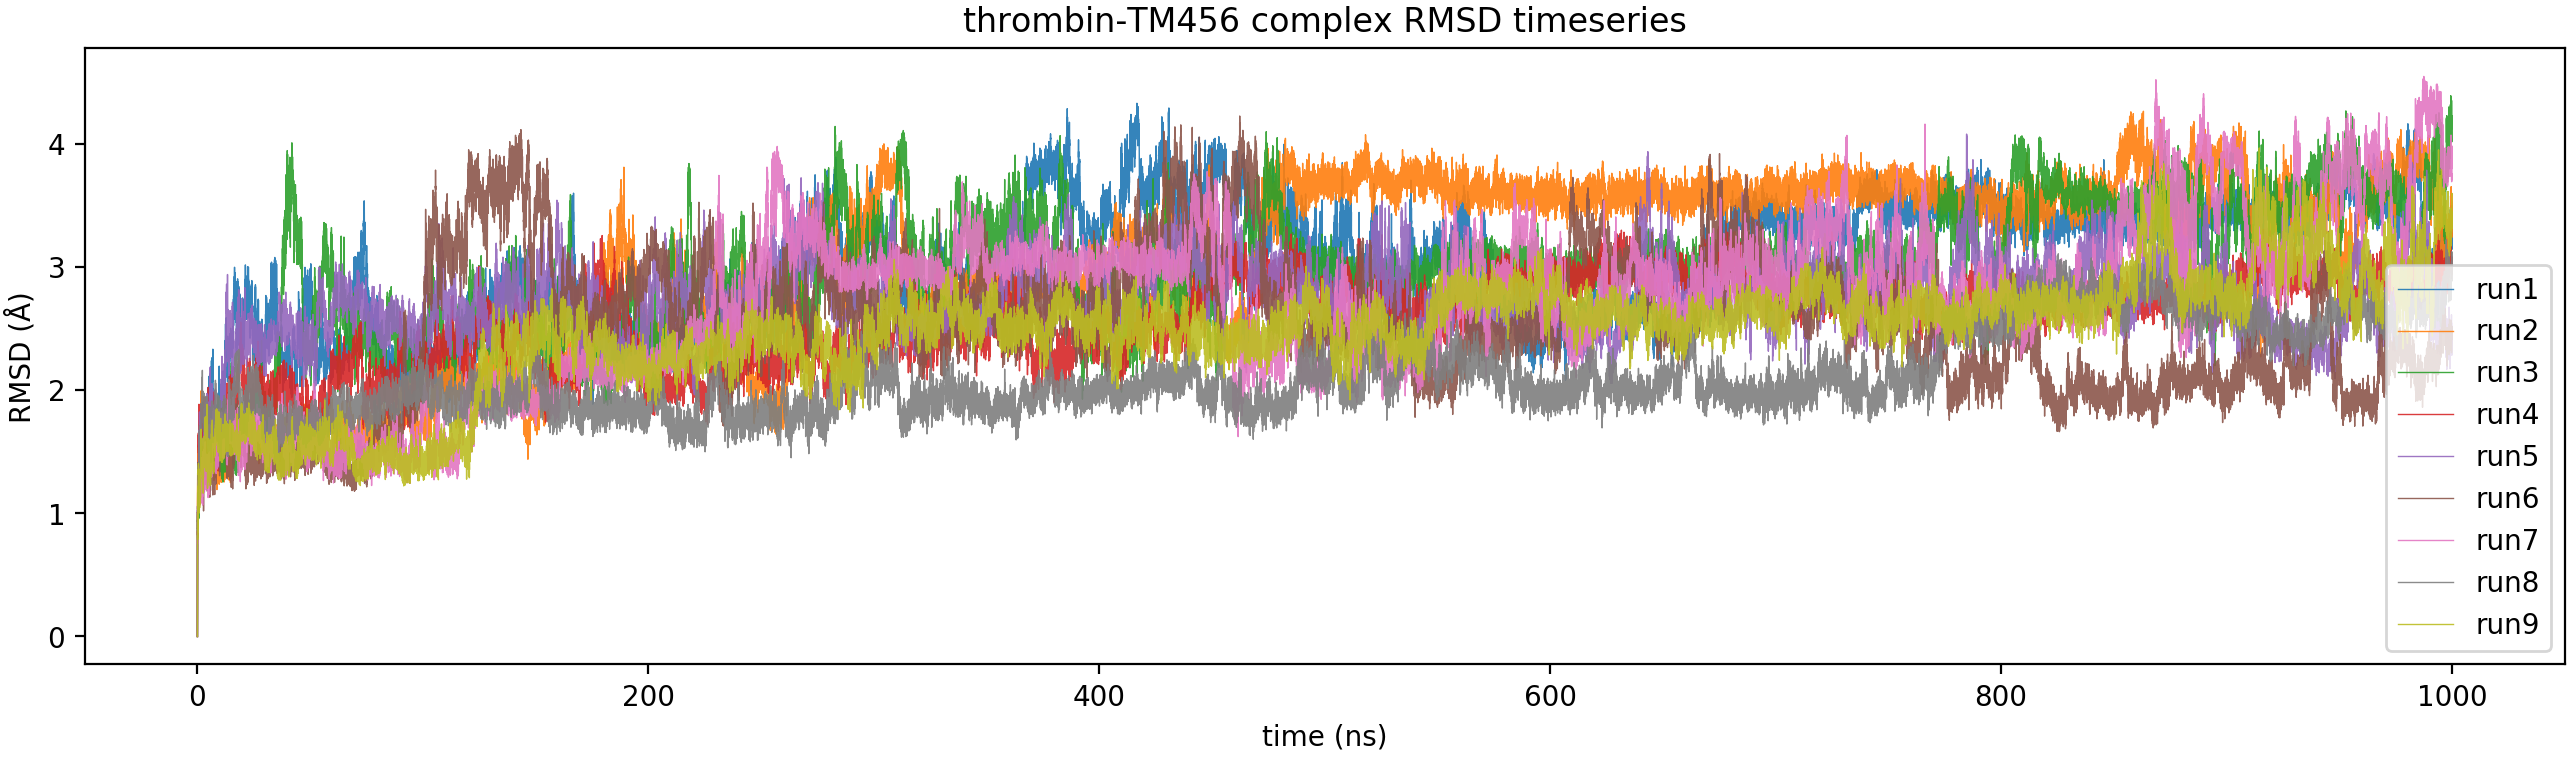 thrombin-TM456 complex RMSD timeseries
RMSD (Å)
4
3
2
1
0
0 200 400 600 800 1000
time (ns)
run1
run2
run3
run4
run5
run6
run7
run8
run9